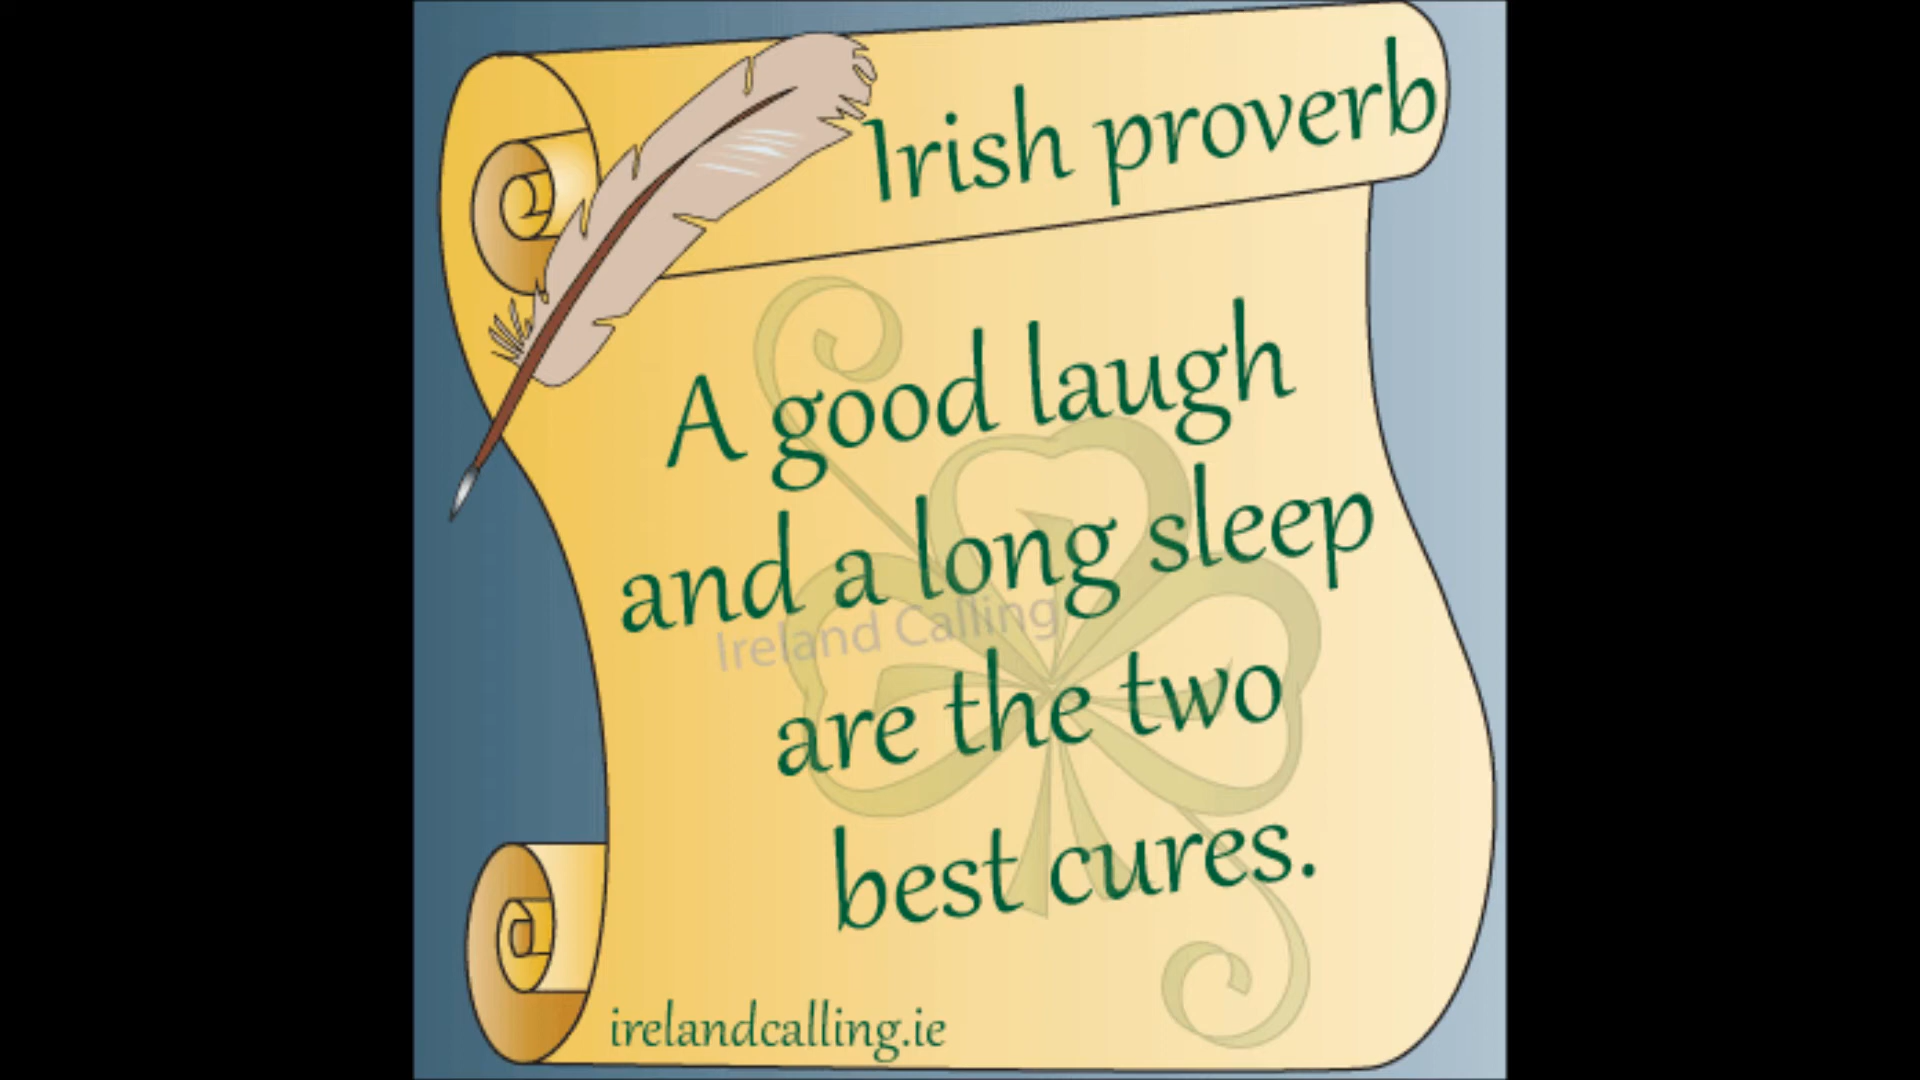 Irish proverb
A good laugh
and a long sleep
Ireland Calling
are the two
best cures.
irelandcalling.ie